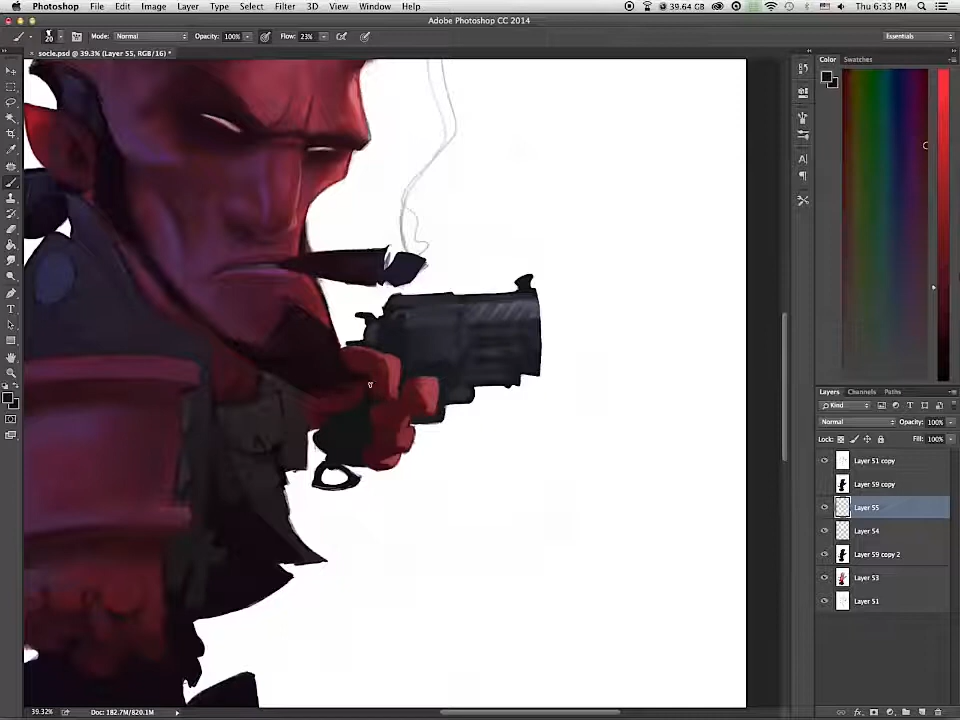 Photoshop File Edit Image Layer Type Select Filter 3D View Window Help 39.64 GB Thu 6:33 PM
Adobe Photoshop CC 2014
20 Mode: Normal Opacity: 100% Flow: 23% Essentials
socle.psd @ 39.3% (Layer 55, RGB/16) *
Color Swatches
Layers Channels Paths
Kind
Normal Opacity: 100%
Lock: Fill: 100%
Layer 51 copy
Layer 59 copy
Layer 55
Layer 54
Layer 59 copy 2
Layer 53
Layer 51
39.32% Doc: 182.7M/820.1M